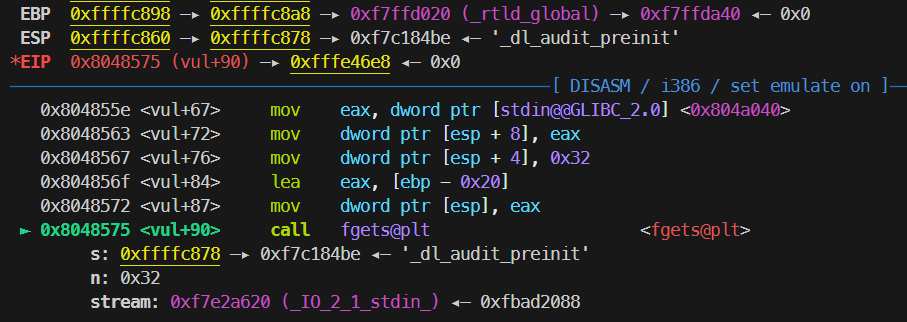 EBP  0xffffc898 —▸ 0xffffc8a8 —▸ 0xf7ffd020 (_rtld_global) —▸ 0xf7ffda40 ◂— 0x0
ESP  0xffffc860 —▸ 0xffffc878 —▸ 0xf7c184be ◂— '_dl_audit_preinit'
*EIP  0x8048575 (vul+90) —▸ 0xfffe46e8 ◂— 0x0
[ DISASM / i386 / set emulate on ]
0x804855e <vul+67>    mov    eax, dword ptr [stdin@@GLIBC_2.0] <0x804a040>
0x8048563 <vul+72>    mov    dword ptr [esp + 8], eax
0x8048567 <vul+76>    mov    dword ptr [esp + 4], 0x32
0x804856f <vul+84>    lea    eax, [ebp - 0x20]
0x8048572 <vul+87>    mov    dword ptr [esp], eax
► 0x8048575 <vul+90>    call   fgets@plt                     <fgets@plt>
s: 0xffffc878 —▸ 0xf7c184be ◂— '_dl_audit_preinit'
n: 0x32
stream: 0xf7e2a620 (_IO_2_1_stdin_) ◂— 0xfbad2088